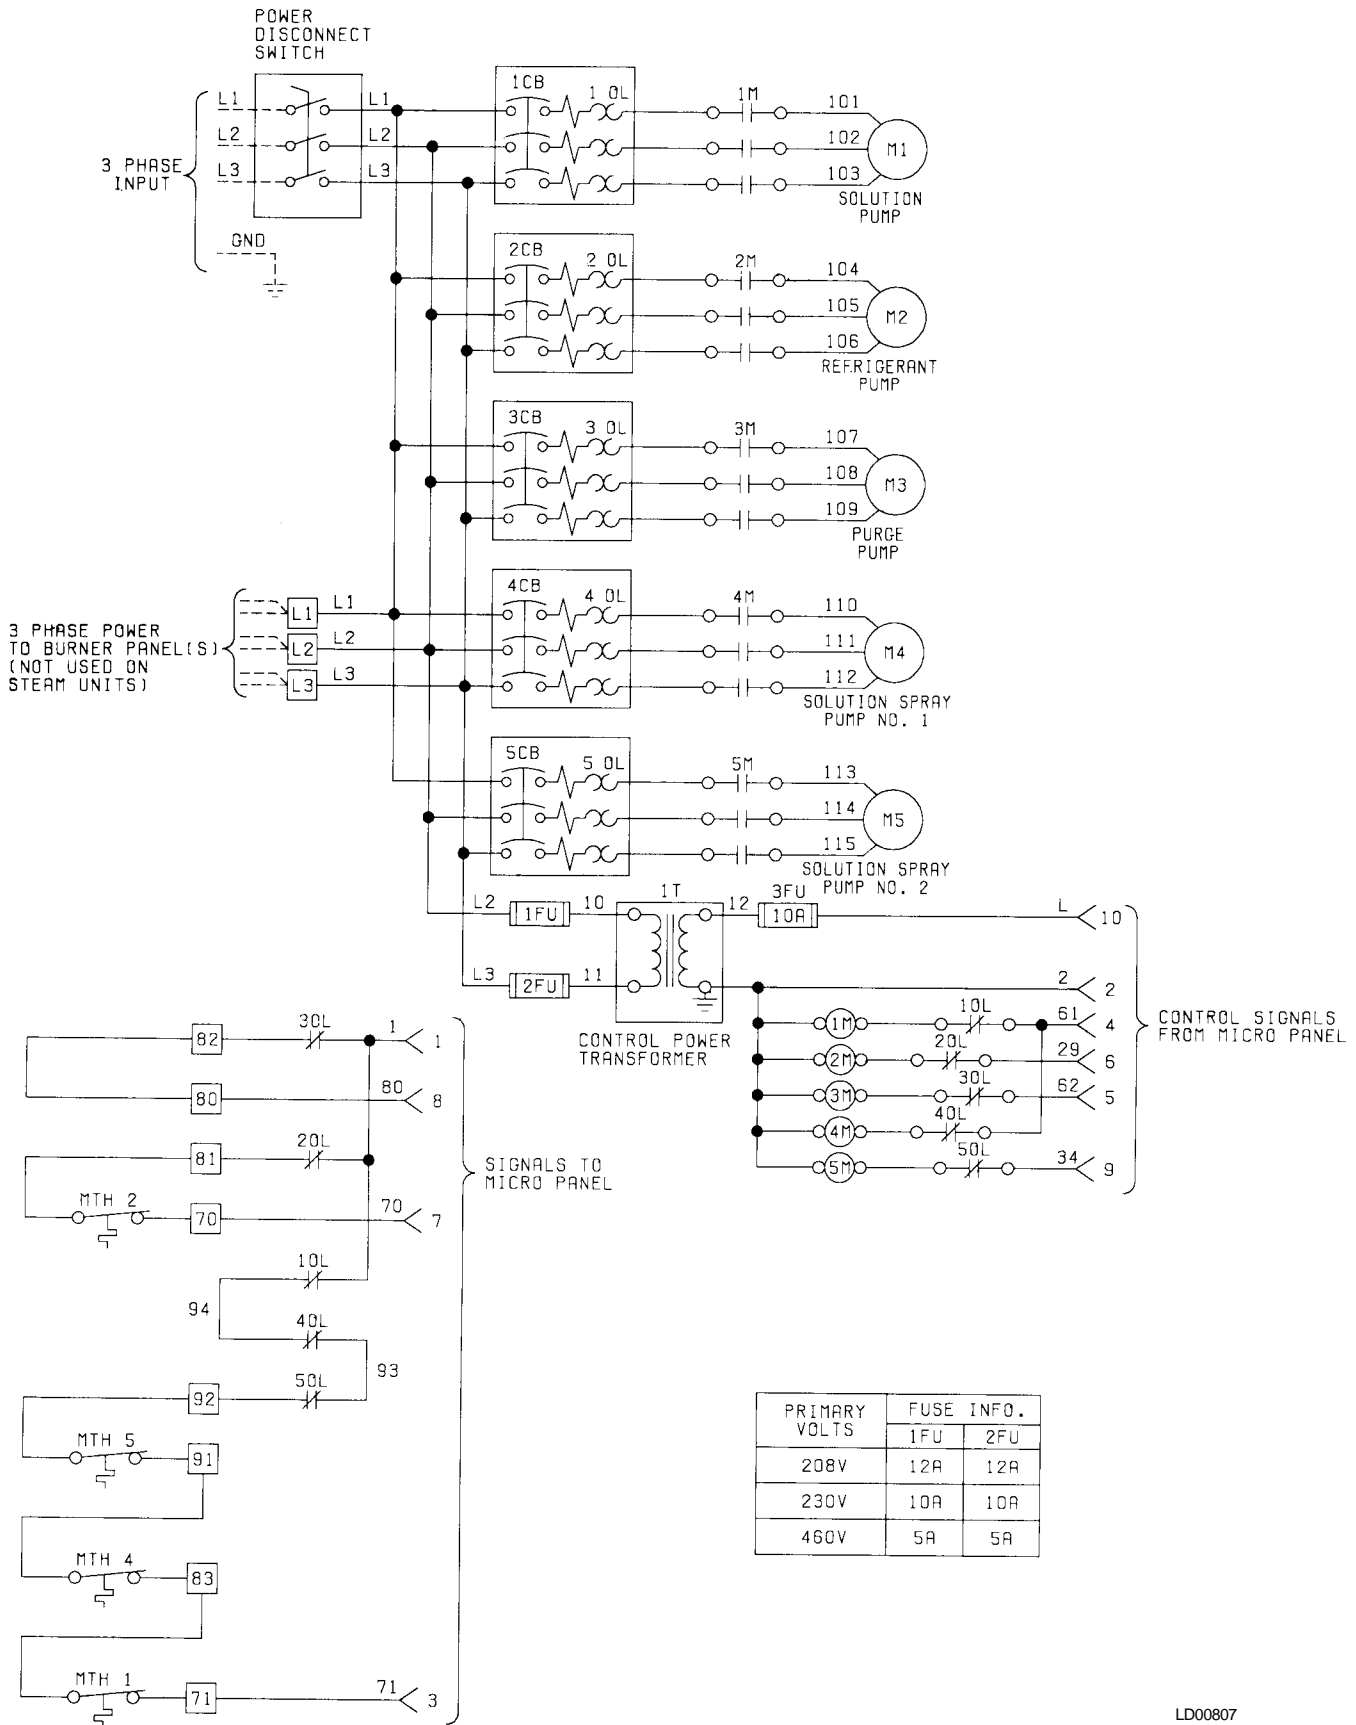 POWER
DISCONNECT
SWITCH
L1
L2
L3
L1
L2
L3
3 PHASE
INPUT
GND
1CB
1 OL
1M
101
102
103
M1
SOLUTION
PUMP
2CB
2 OL
2M
104
105
106
M2
REFRIGERANT
PUMP
3CB
3 OL
3M
107
108
109
M3
PURGE
PUMP
3 PHASE POWER
TO BURNER PANEL(S)
(NOT USED ON
STEAM UNITS)
L1
L2
L3
L1
L2
L3
4CB
4 OL
4M
110
111
112
M4
SOLUTION SPRAY
PUMP NO. 1
5CB
5 OL
5M
113
114
115
M5
SOLUTION SPRAY
PUMP NO. 2
L2
1FU
10
1T
12
3FU
10A
L
10
L3
2FU
11
2
2
CONTROL POWER
TRANSFORMER
1M
1OL
61
4
2M
2OL
29
6
3M
3OL
62
5
4M
4OL
5M
5OL
34
9
CONTROL SIGNALS
FROM MICRO PANEL
82
3OL
1
1
80
80
8
81
2OL
MTH 2
70
70
7
SIGNALS TO
MICRO PANEL
1OL
94
4OL
93
92
5OL
MTH 5
91
MTH 4
83
MTH 1
71
71
3
PRIMARY
VOLTS
FUSE INFO.
1FU 2FU
208V 12A 12A
230V 10A 10A
460V 5A 5A
LD00807